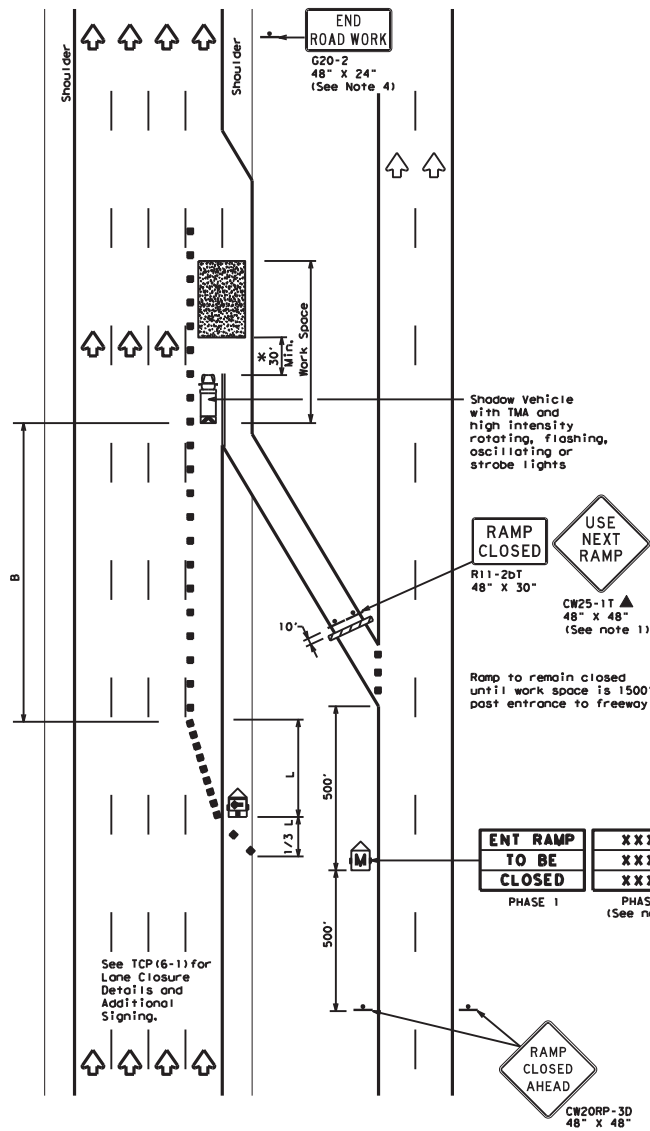 END
ROAD WORK
G20-2
48" X 24"
(See Note 4)
Shoulder
Shoulder
*
30'
Min.
Work Space
Shadow Vehicle
with TMA and
high intensity
rotating, flashing,
oscillating or
strobe lights
B
RAMP
CLOSED
R11-2bT
48" X 30"
USE
NEXT
RAMP
CW25-1T ▲
48" X 48"
(See note 1)
10'
Ramp to remain closed
until work space is 1500'
past entrance to freeway
L
1/3 L
500'
M
ENT RAMP
TO BE
CLOSED
PHASE 1
XXX
XXX
XXX
(See
500'
See TCP(6-1)for
Lane Closure
Details and
Additional
Signing.
RAMP
CLOSED
AHEAD
CW20RP-3D
48" X 48"